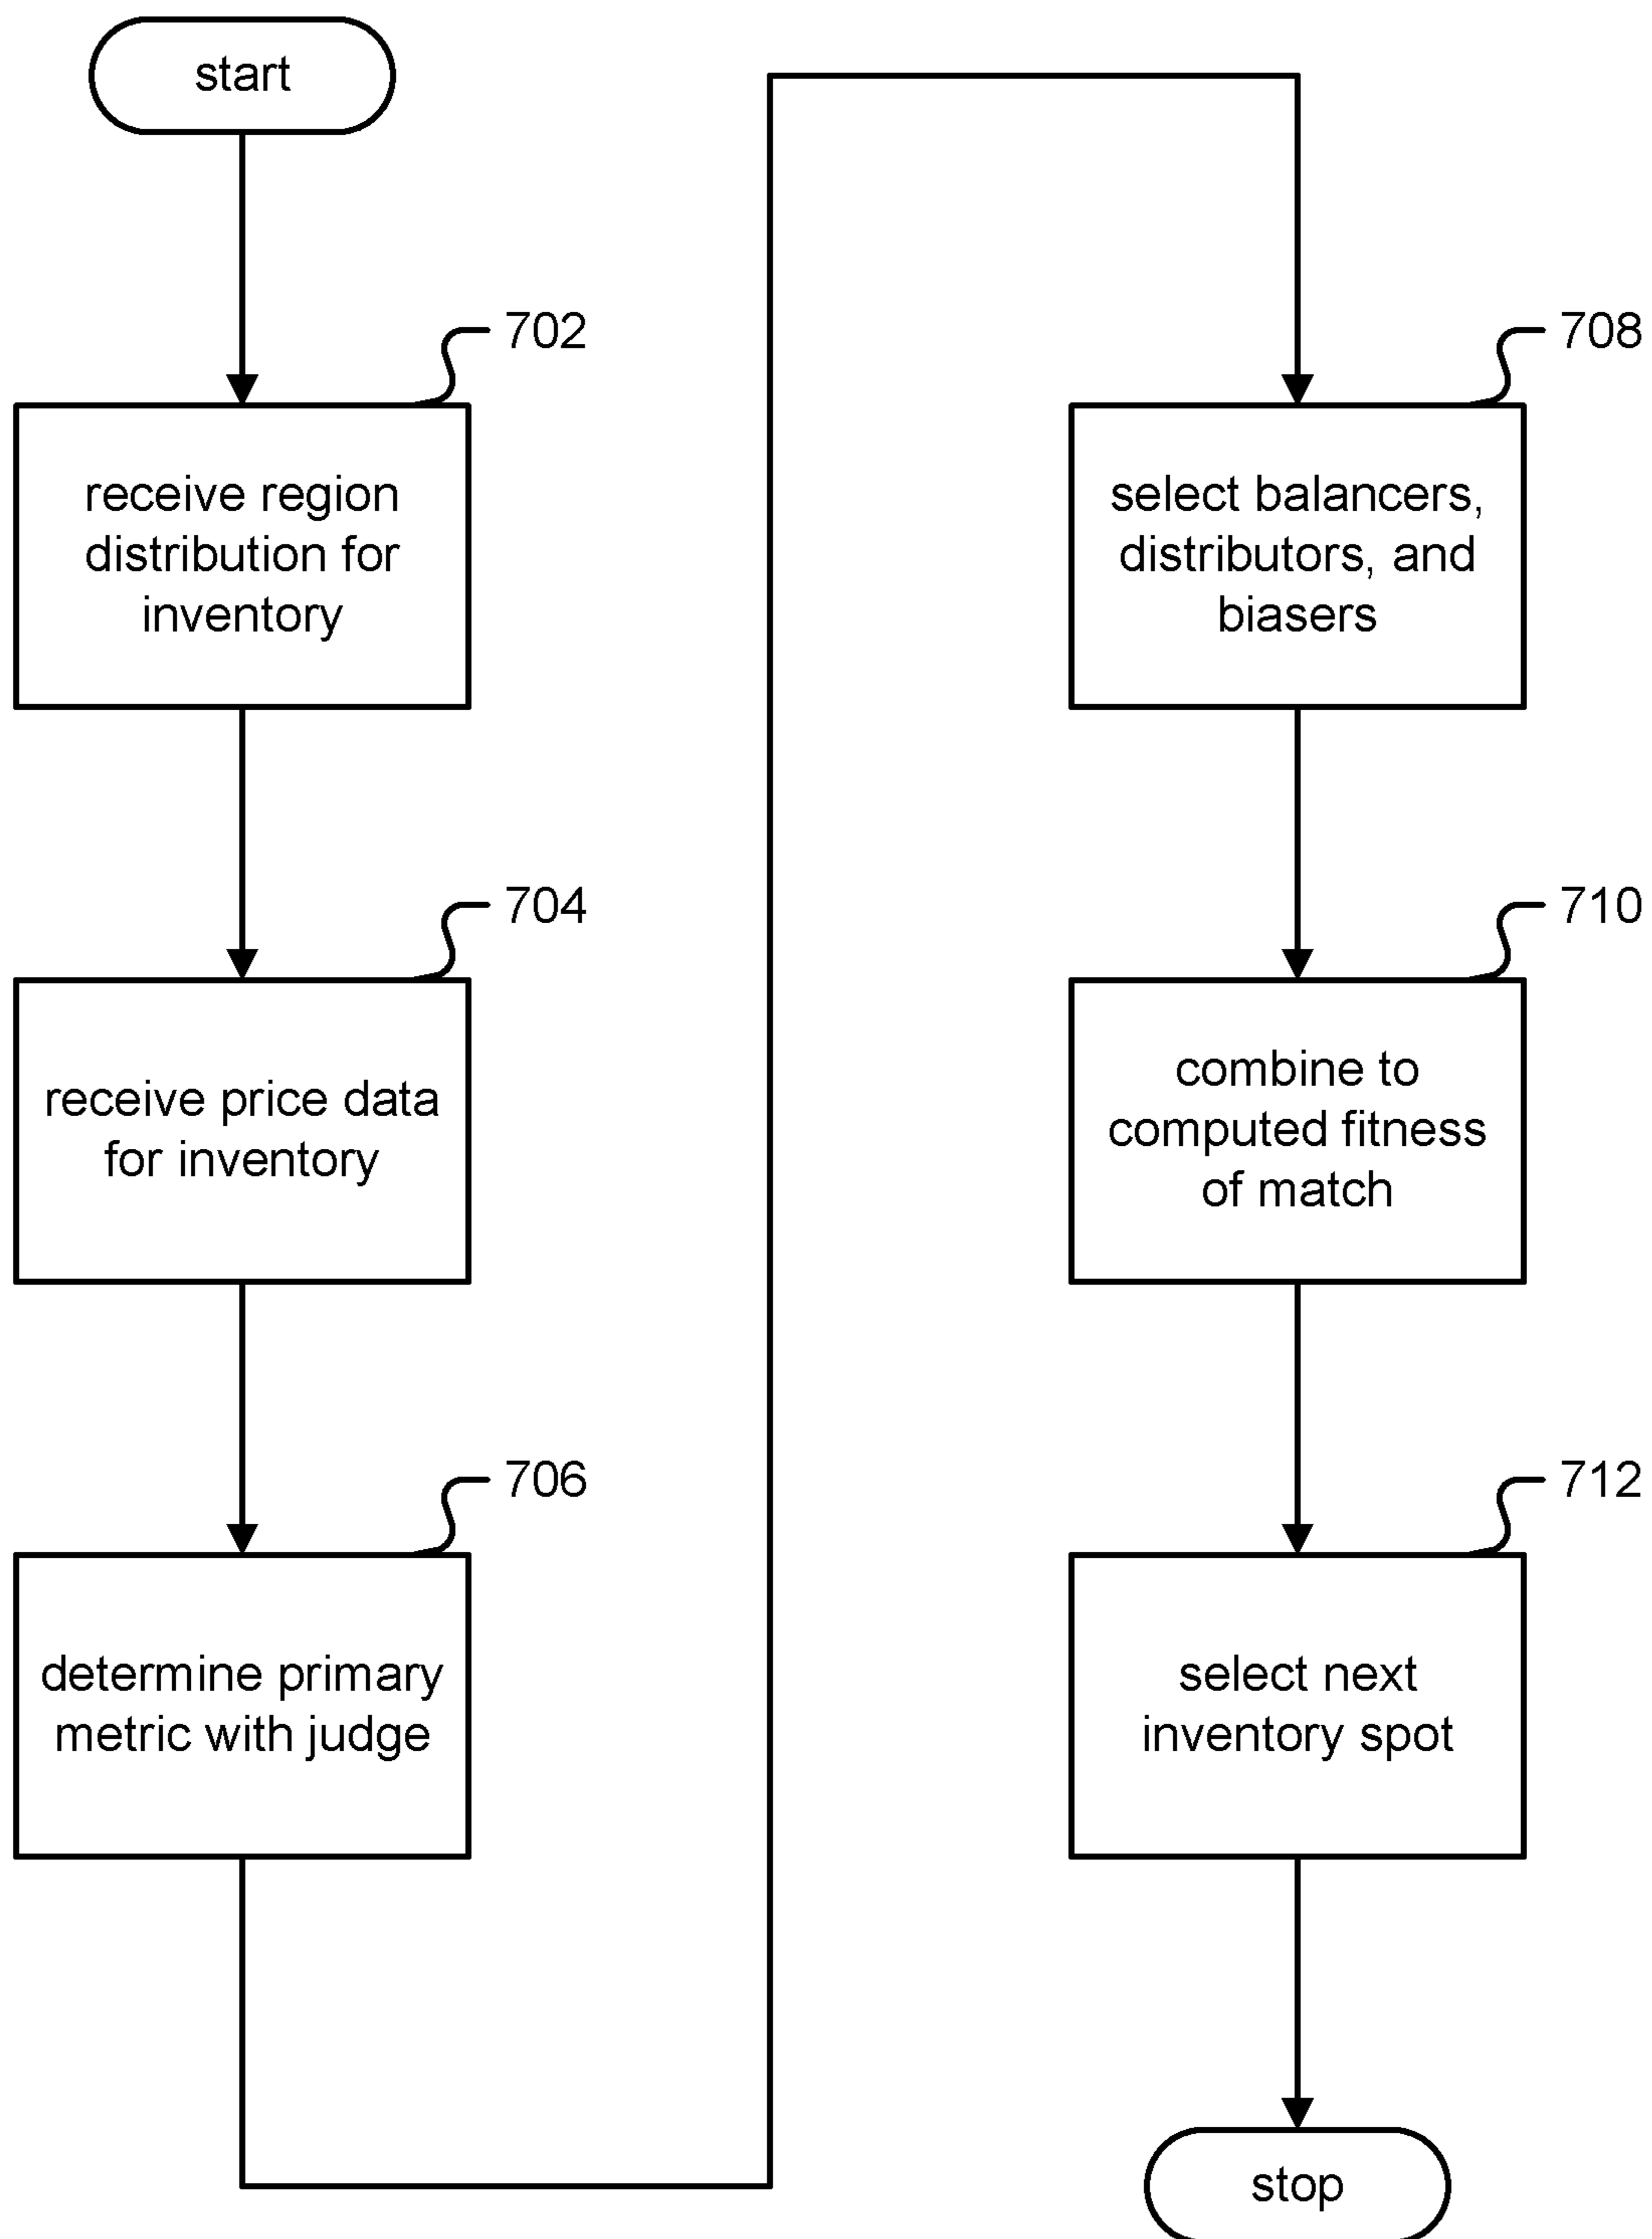 start
702
receive region
distribution for
inventory
704
receive price data
for inventory
706
determine primary
metric with judge
708
select balancers,
distributors, and
biasers
710
combine to
computed fitness
of match
712
select next
inventory spot
stop